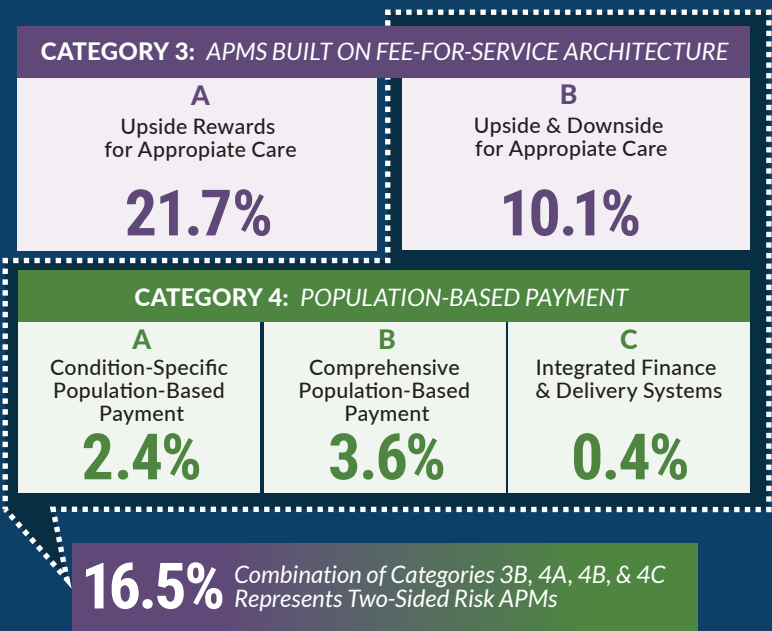 CATEGORY 3: APMS BUILT ON FEE-FOR-SERVICE ARCHITECTURE
A
Upside Rewards
for Appropiate Care
21.7%
B
Upside & Downside
for Appropiate Care
10.1%
CATEGORY 4: POPULATION-BASED PAYMENT
A
Condition-Specific
Population-Based
Payment
2.4%
B
Comprehensive
Population-Based
Payment
3.6%
C
Integrated Finance
& Delivery Systems
0.4%
16.5%
Combination of Categories 3B, 4A, 4B, & 4C
Represents Two-Sided Risk APMs